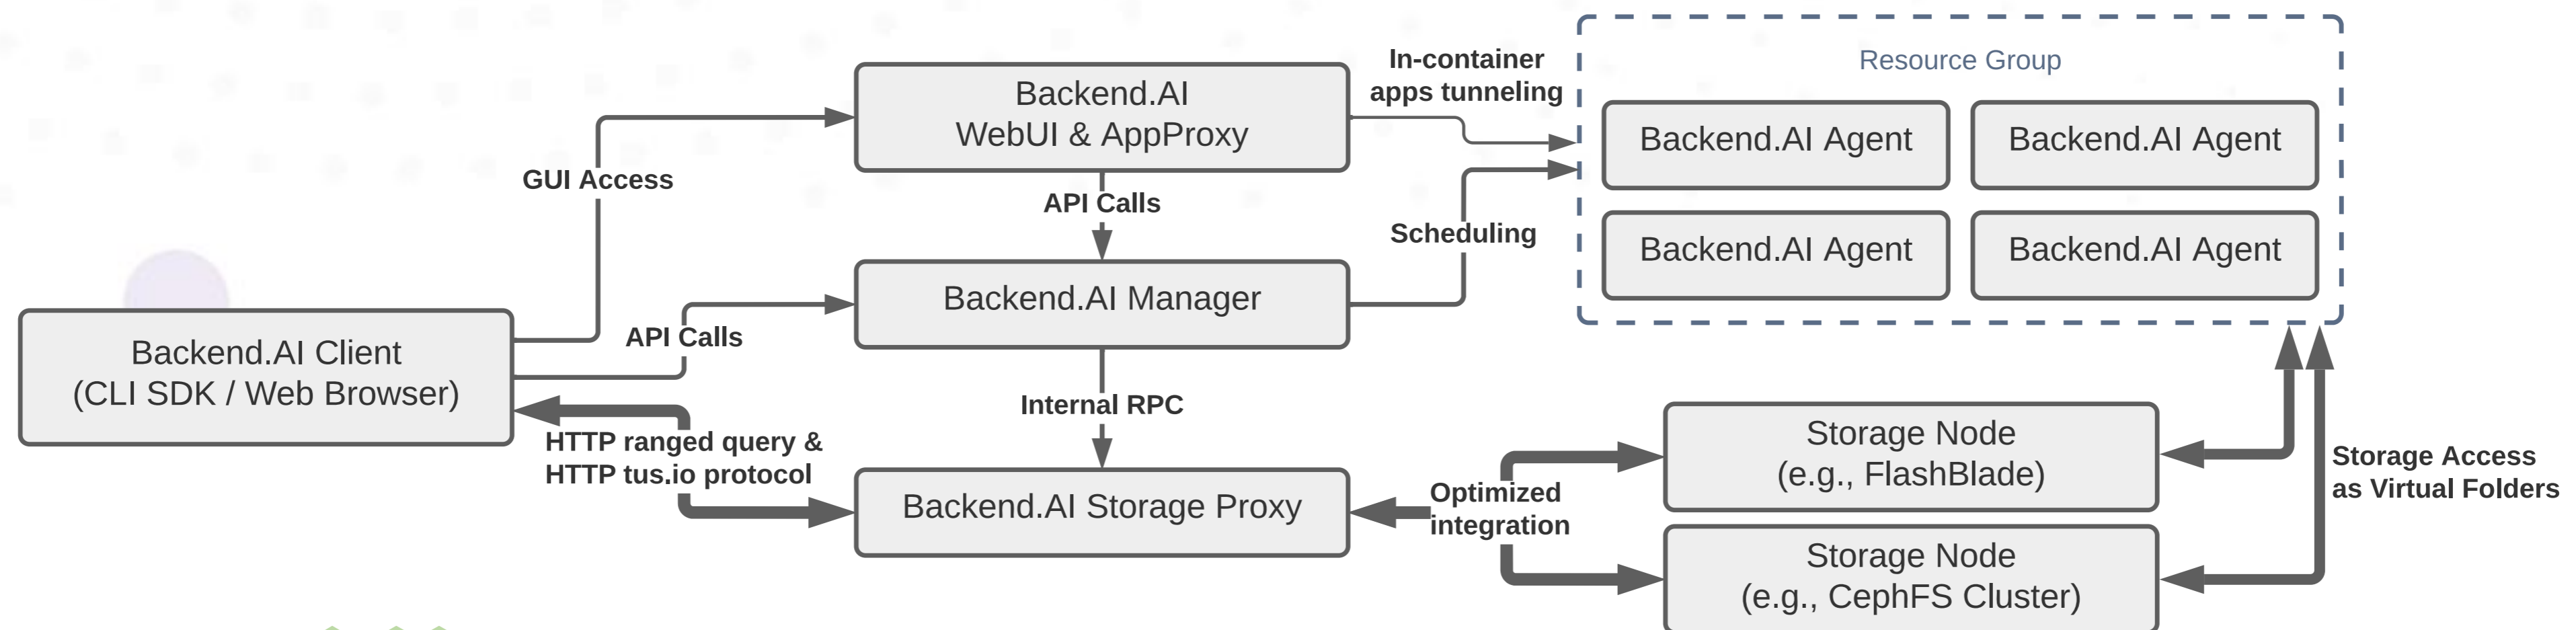 In-container
apps tunneling
Resource Group
Backend.AI
WebUI & AppProxy
Backend.AI Agent
Backend.AI Agent
GUI Access
API Calls
Scheduling
Backend.AI Agent
Backend.AI Agent
Backend.AI Manager
API Calls
Backend.AI Client
(CLI SDK / Web Browser)
Internal RPC
HTTP ranged query &
HTTP tus.io protocol
Storage Node
(e.g., FlashBlade)
Storage Access
as Virtual Folders
Backend.AI Storage Proxy
Optimized
integration
Storage Node
(e.g., CephFS Cluster)